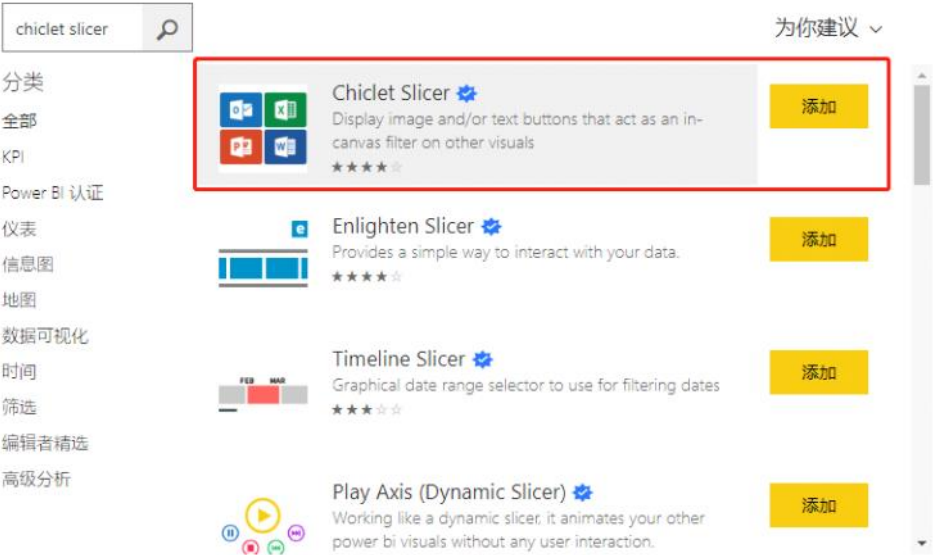 chiclet slicer
为你建议
分类
全部
KPI
Power BI 认证
仪表
信息图
地图
数据可视化
时间
筛选
编辑者精选
高级分析
Chiclet Slicer
Display image and/or text buttons that act as an in-
canvas filter on other visuals
添加
Enlighten Slicer
Provides a simple way to interact with your data.
添加
FEB MAR
Timeline Slicer
Graphical date range selector to use for filtering dates
添加
Play Axis (Dynamic Slicer)
Working like a dynamic slicer, it animates your other
power bi visuals without any user interaction.
添加